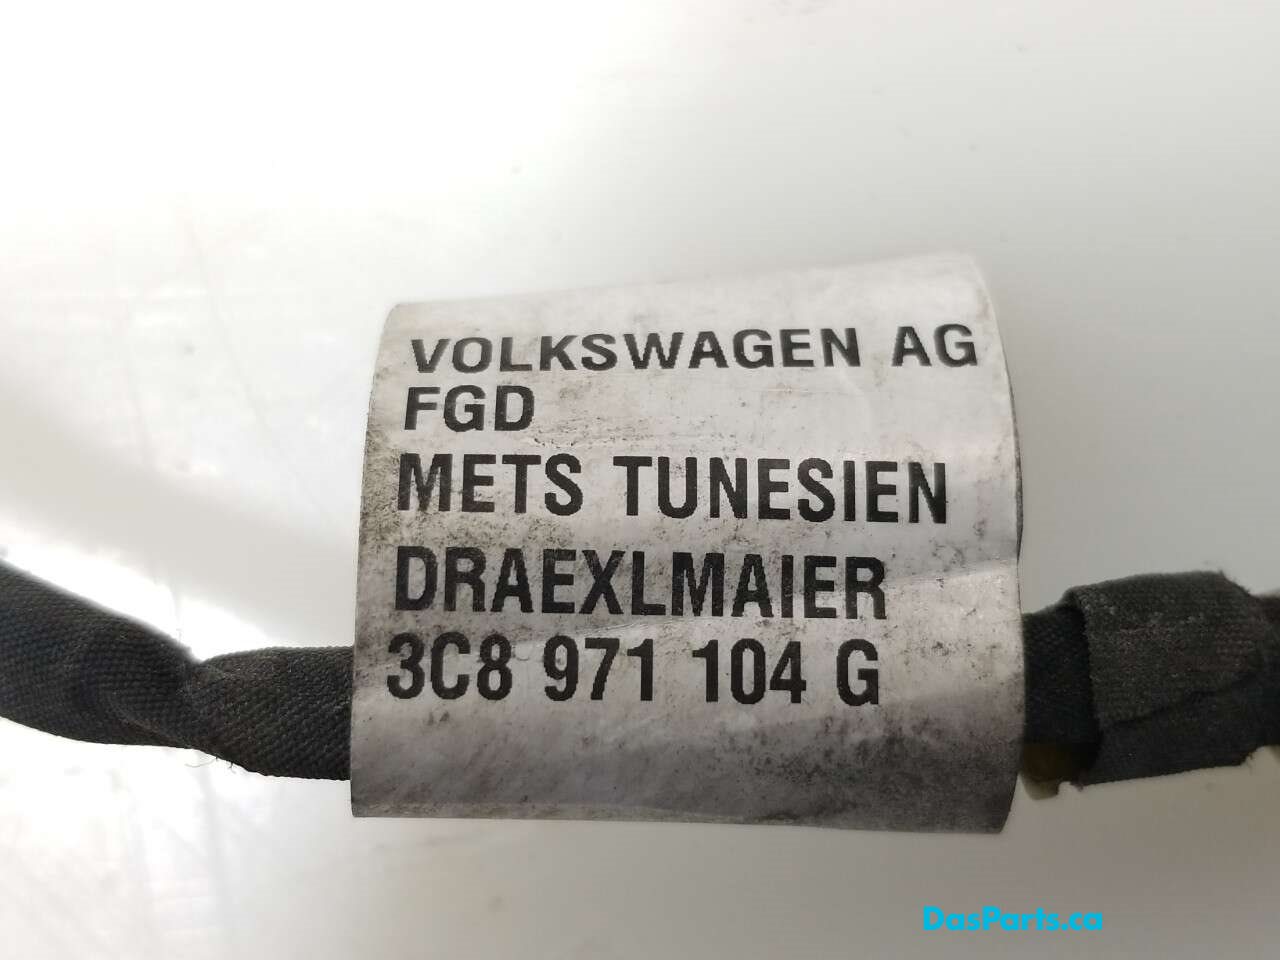 VOLKSWAGEN AG
FGD
METS TUNESIEN
DRAEXLMAIER
3C8 971 104 G
DasParts.ca